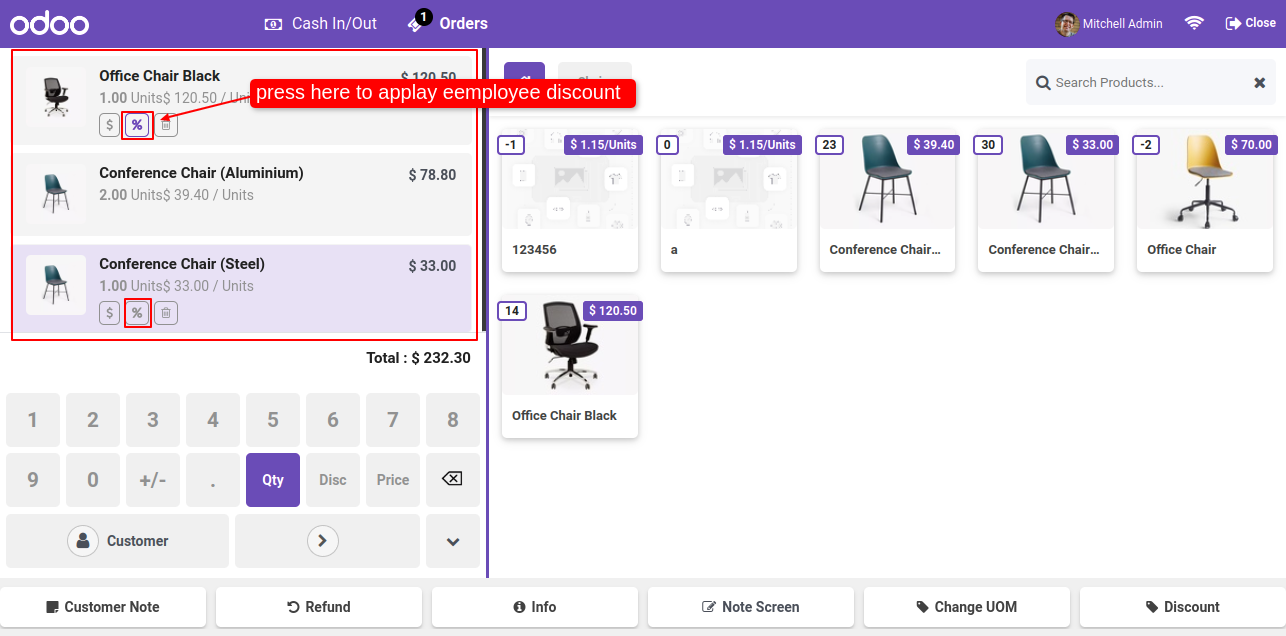 odoo
Cash In/Out
1
Orders
Mitchell Admin
Close
Office Chair Black
$ 120.50
1.00 Units$ 120.50 / Uni
press here to applay eemployee discount
$ %
Conference Chair (Aluminium)
$ 78.80
2.00 Units$ 39.40 / Units
Conference Chair (Steel)
$ 33.00
1.00 Units$ 33.00 / Units
$ %
Total : $ 232.30
1 2 3 4 5 6 7 8
9 0 +/- . Qty Disc Price
Customer
Search Products...
-1
$ 1.15/Units
123456
0
$ 1.15/Units
a
23
$ 39.40
Conference Chair...
30
$ 33.00
Conference Chair...
-2
$ 70.00
Office Chair
14
$ 120.50
Office Chair Black
Customer Note
Refund
Info
Note Screen
Change UOM
Discount